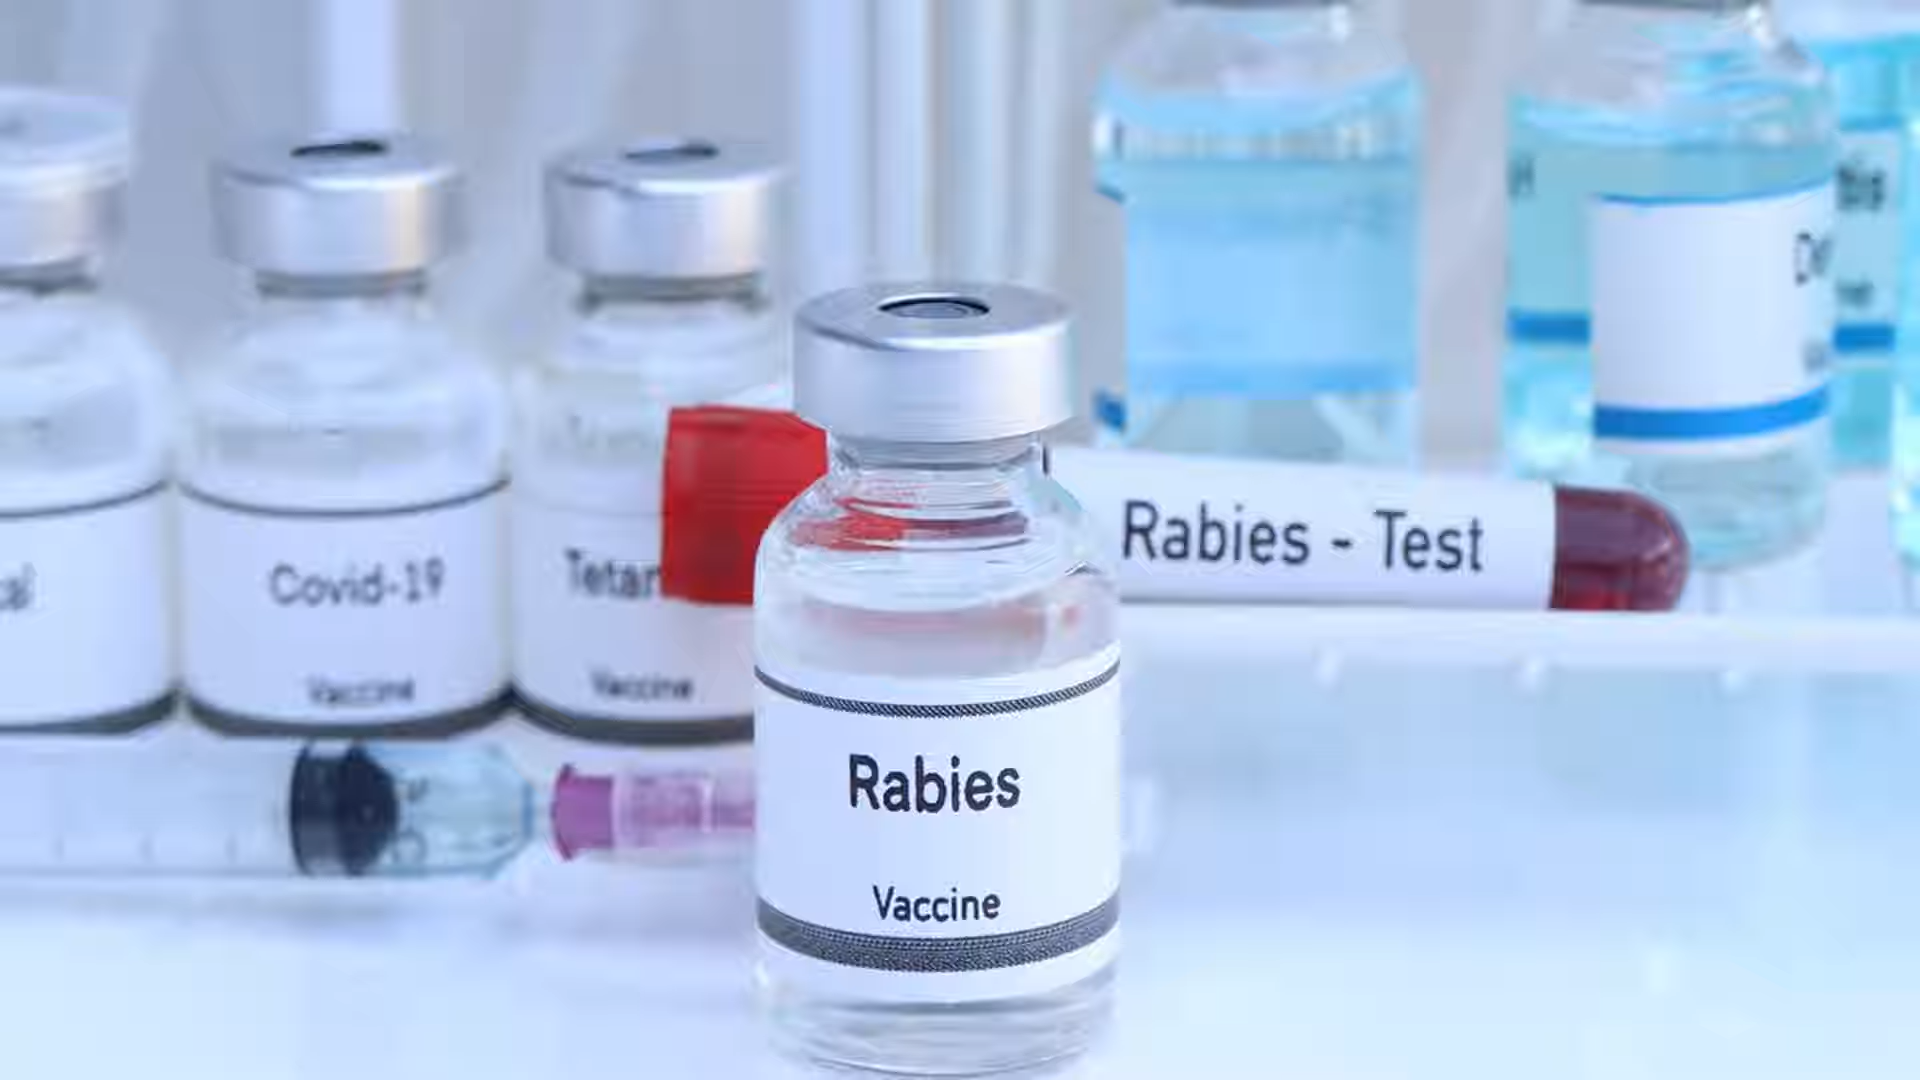 Covid-19
Vaccine
Vaccine
Rabies - Test
Rabies
Vaccine